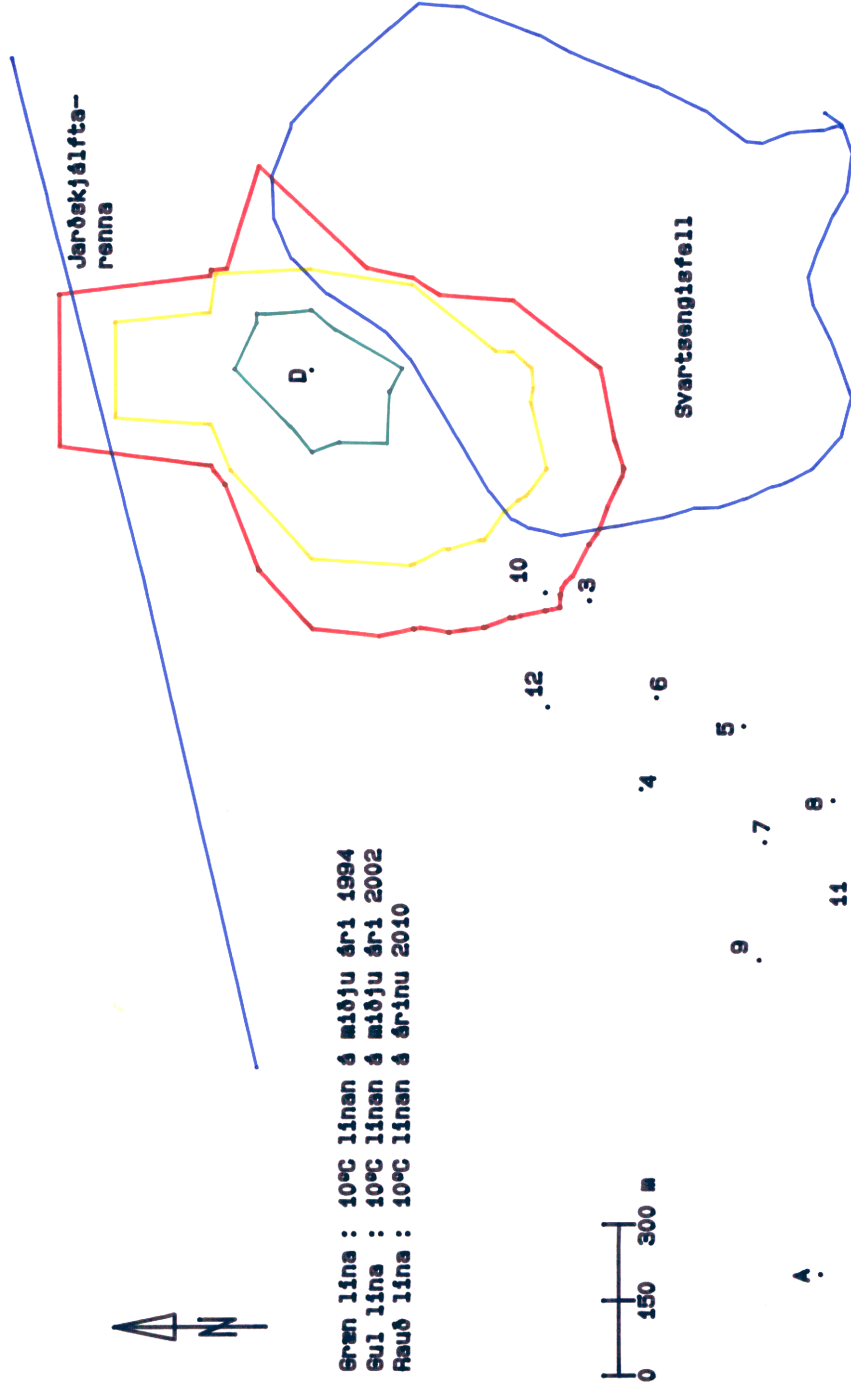 Jarðskjálfta-
renna
D
Svartsengisfell
10
3
12
6
5
4
8
7
11
9
Græn lína : 10°C línan á miðju ári 1994
Gul lína : 10°C línan á miðju ári 2002
Rauð lína : 10°C línan á árinu 2010
N
0 150 300 m
A